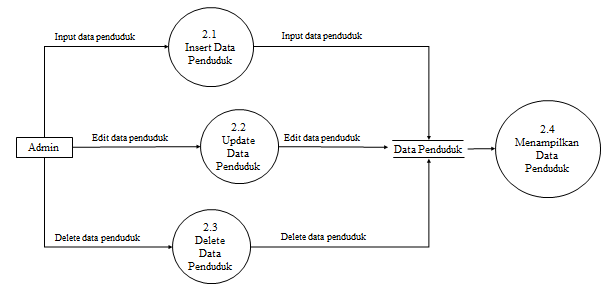 Input data penduduk
2.1
Insert Data
Penduduk
Input data penduduk
Admin
Edit data penduduk
2.2
Update
Data
Penduduk
Edit data penduduk
Data Penduduk
2.4
Menampilkan
Data
Penduduk
Delete data penduduk
2.3
Delete
Data
Penduduk
Delete data penduduk